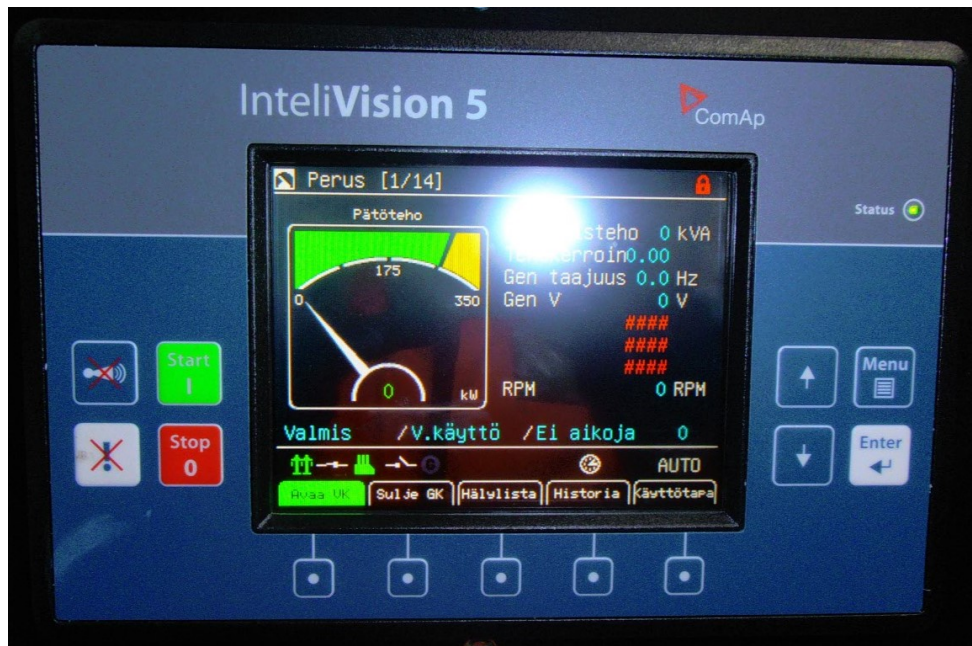 InteliVision 5
ComAp
Perus [1/14]
Status
Pätöteho
0 kVA
0.00
175
Gen taajuus 0.0 Hz
0
350
Gen V 0 V
####
####
####
0
kW
RPM 0 RPM
Start
I
Menu
Valmis /V.käyttö /Ei aikoja 0
Stop
0
Enter
AUTO
Avaa VK
Sulje GK
Hälylista
Historia
Käyttötapa